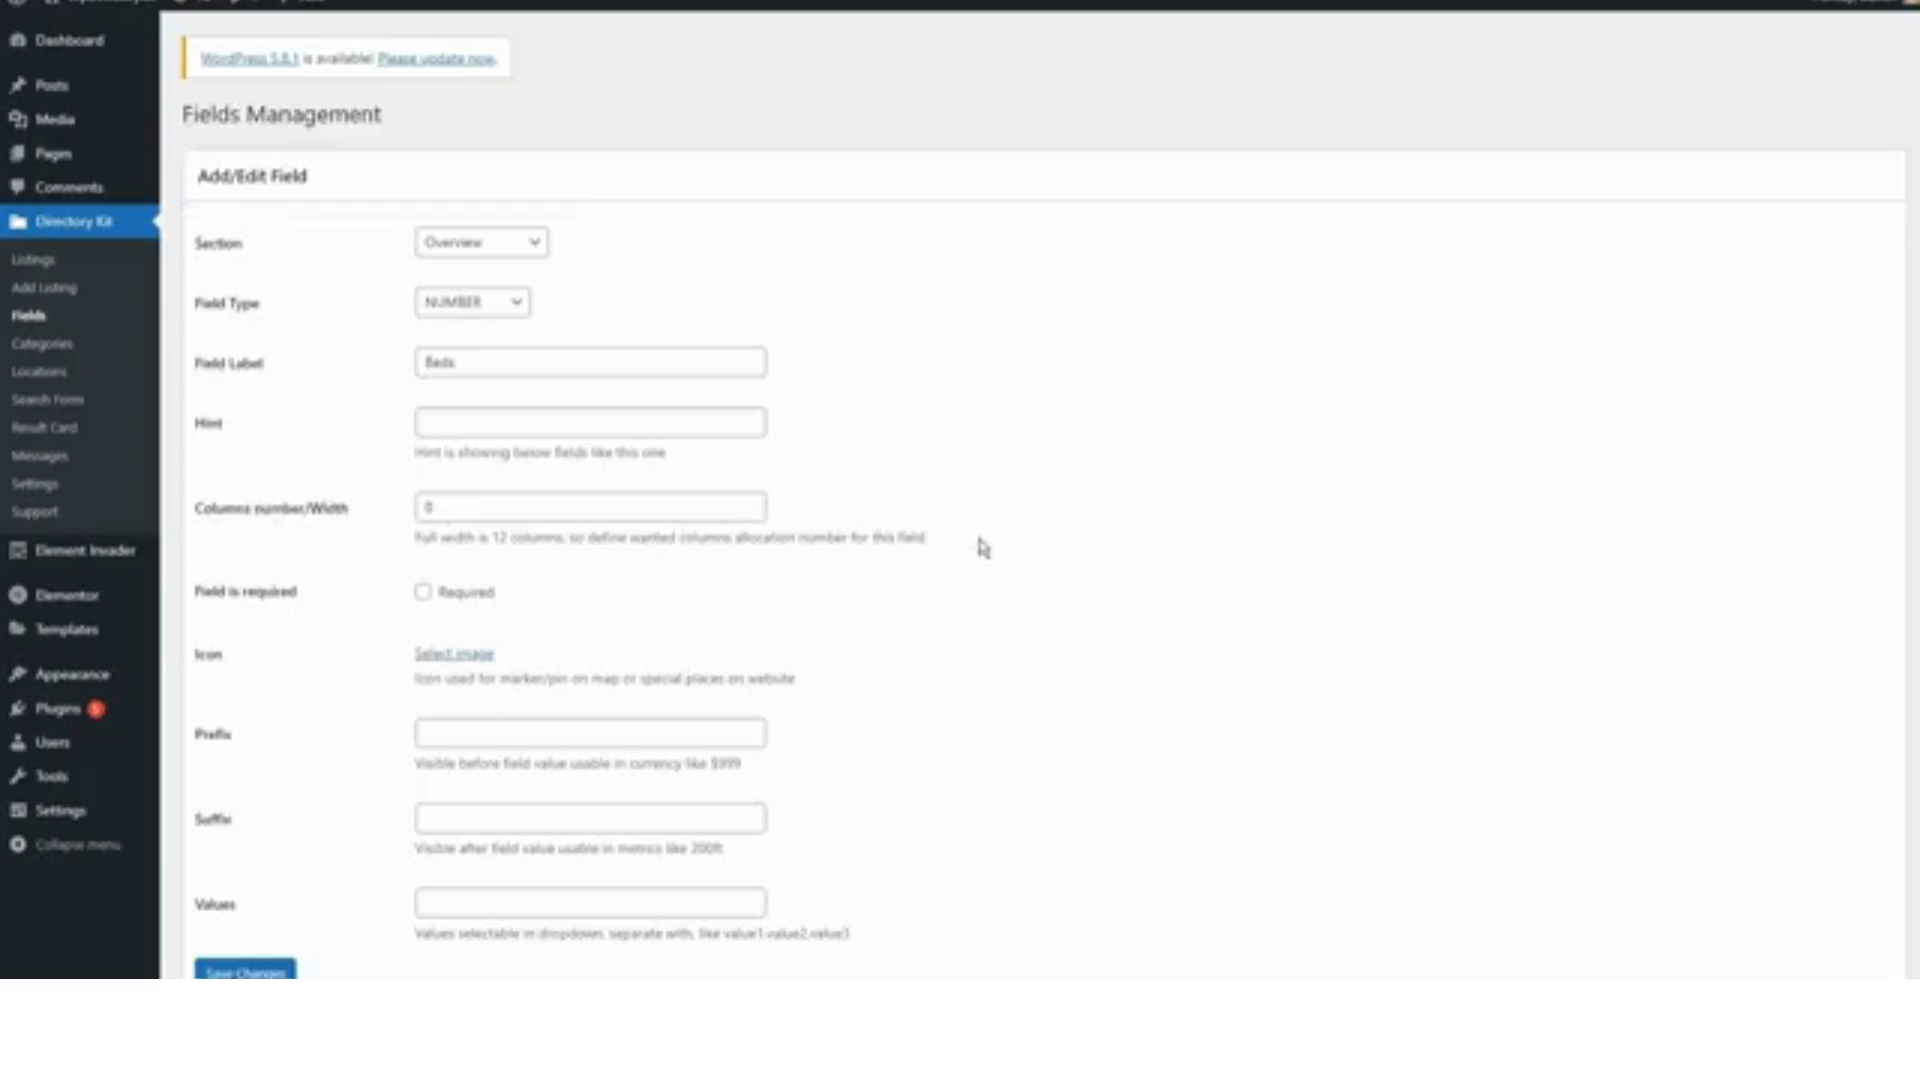 Dashboard
WordPress 5.8.1 is available! Please update now.
Posts
Media
Pages
Comments
Directory Kit
Listings
Add Listing
Fields
Categories
Locations
Search Form
Result Card
Messages
Settings
Support
Element Invader
Elementor
Templates
Appearance
Plugins 5
Users
Tools
Settings
Collapse menu
Fields Management
Add/Edit Field
Section
Overview
Field Type
NUMBER
Field Label
Beds
Hint
Hint is showing below fields like this one
Columns number/Width
0
Full width is 12 columns, so define wanted columns allocation number for this field
Field is required
Required
Icon
Select image
Icon used for marker/pin on map or special places on website
Prefix
Visible before field value usable in currency like $999
Suffix
Visible after field value usable in metrics like 200ft
Values
Values selectable in dropdown, separate with, like value1,value2,value3
Save Changes